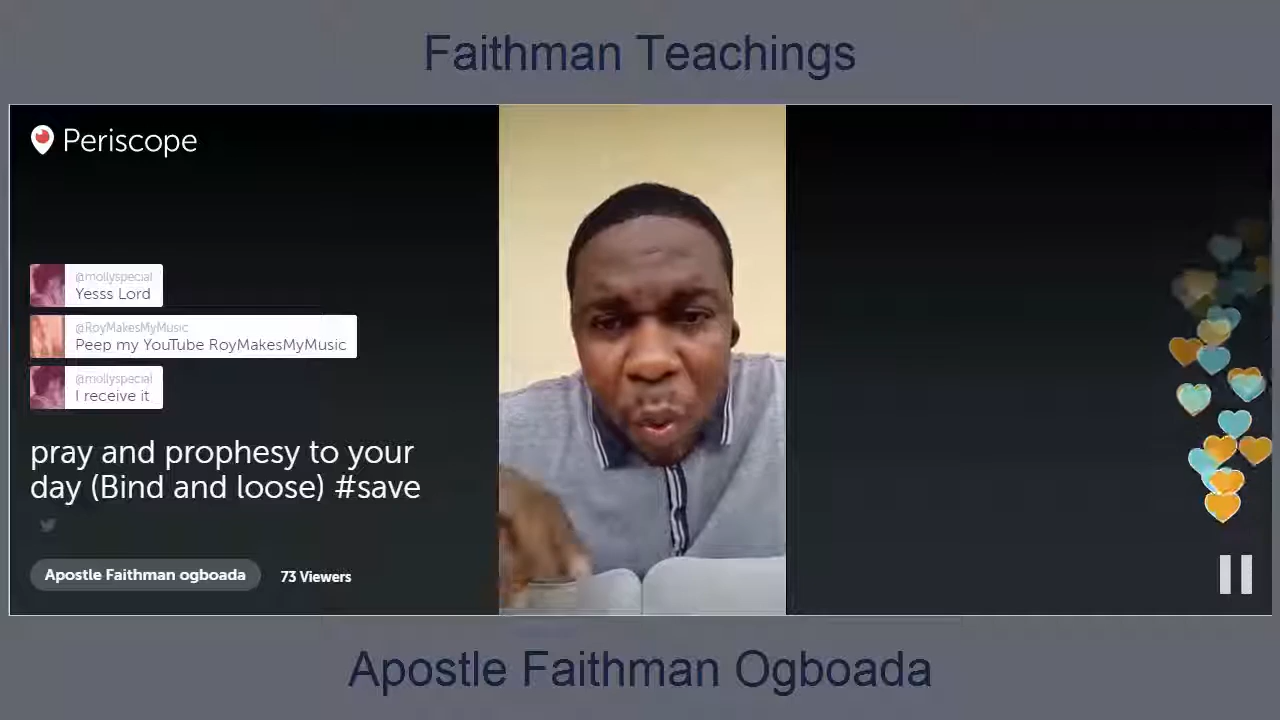 Faithman Teachings
Periscope
@mollyspecial
Yesss Lord
@RoyMakesMyMusic
Peep my YouTube RoyMakesMyMusic
@mollyspecial
I receive it
pray and prophesy to your
day (Bind and loose) #save
Apostle Faithman ogboada
73 Viewers
Apostle Faithman Ogboada